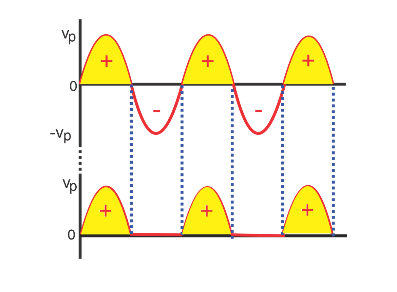 vp
+ + +
0
- -
-vp
vp
+ + +
0